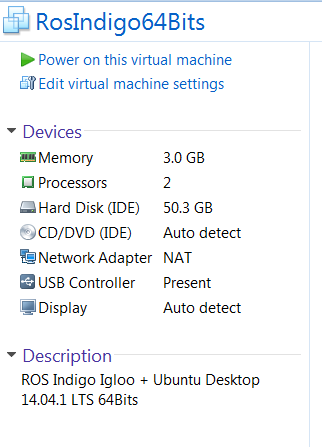 RosIndigo64Bits
Power on this virtual machine
Edit virtual machine settings
Devices
Memory 3.0 GB
Processors 2
Hard Disk (IDE) 50.3 GB
CD/DVD (IDE) Auto detect
Network Adapter NAT
USB Controller Present
Display Auto detect
Description
ROS Indigo Igloo + Ubuntu Desktop
14.04.1 LTS 64Bits